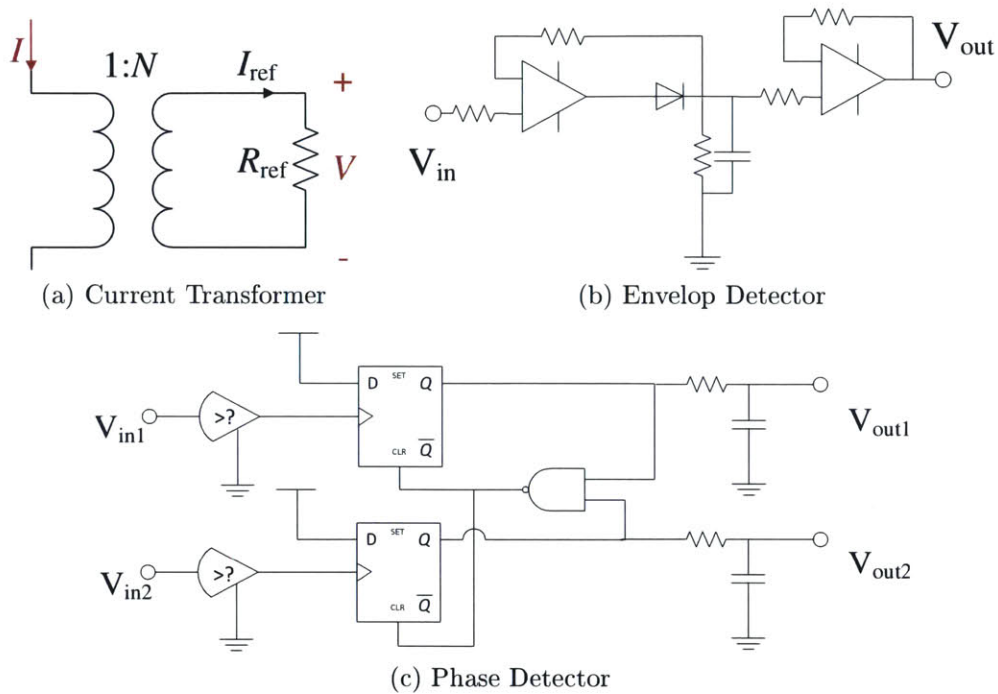 I
1:N
I_ref
+
R_ref
V
-
(a) Current Transformer
V_in
V_out
(b) Envelop Detector
V_in1
>?
D
SET
Q
CLR
Q̅
V_out1
V_in2
>?
D
SET
Q
CLR
Q̅
V_out2
(c) Phase Detector